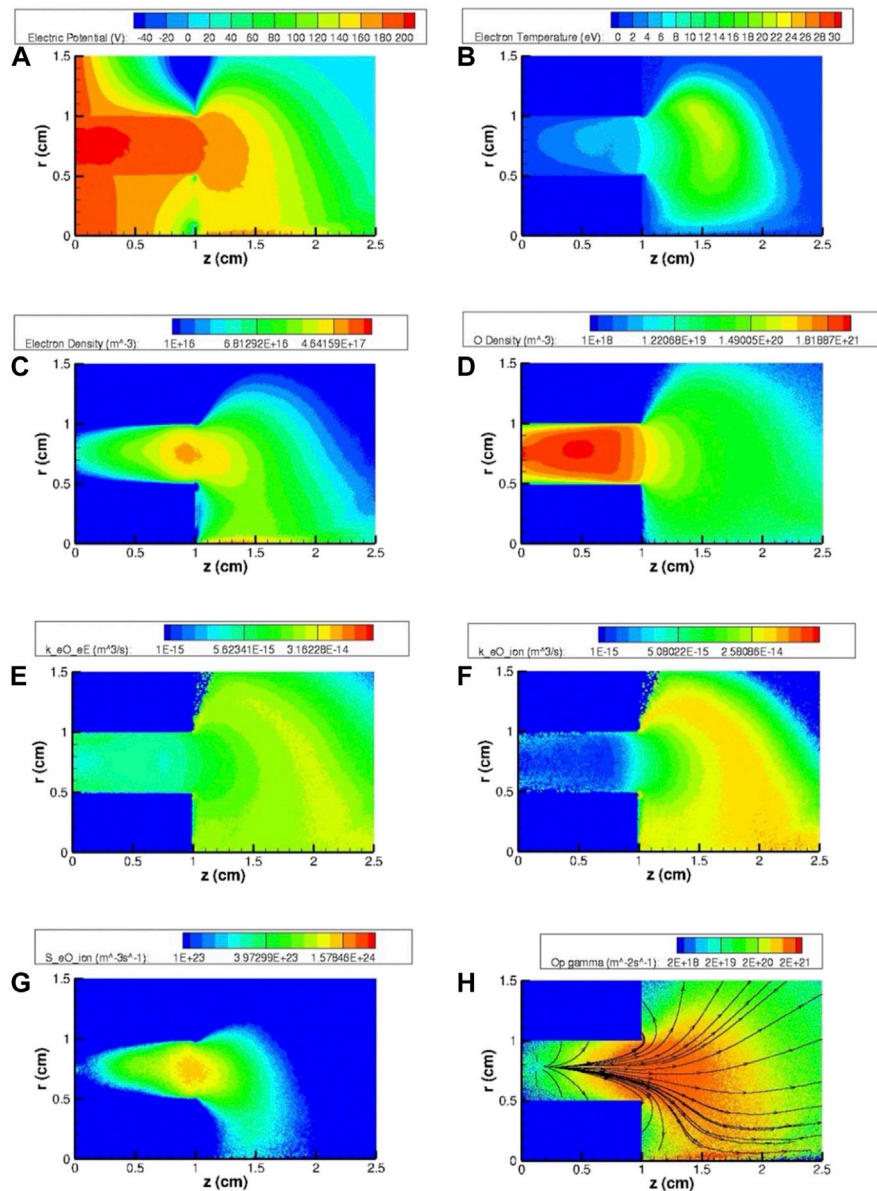 Electric Potential (V): -40 -20 0 20 40 60 80 100 120 140 160 180 200
A
1.5
1
0.5
0
r (cm)
0 0.5 1 1.5 2 2.5
z (cm)
Electron Temperature (eV): 0 2 4 6 8 10 12 14 16 18 20 22 24 26 28 30
B
1.5
1
0.5
0
r (cm)
0 0.5 1 1.5 2 2.5
z (cm)
Electron Density (m^-3) 1E+16 6.81292E+16 4.64159E+17
C
1.5
1
0.5
0
r (cm)
0 0.5 1 1.5 2 2.5
z (cm)
O Density (m^-3) 1E+18 1.22068E+19 1.49005E+20 1.81887E+21
D
1.5
1
0.5
0
r (cm)
0 0.5 1 1.5 2 2.5
z (cm)
k_eO_eE (m^3/s) 1E-15 5.62341E-15 3.16228E-14
E
1.5
1
0.5
0
r (cm)
0 0.5 1 1.5 2 2.5
z (cm)
k_eO_ion (m^3/s) 1E-15 5.08022E-15 2.58086E-14
F
1.5
1
0.5
0
r (cm)
0 0.5 1 1.5 2 2.5
z (cm)
S_eO_ion (m^-3s^-1) 1E+23 3.97299E+23 1.57846E+24
G
1.5
1
0.5
0
r (cm)
0 0.5 1 1.5 2 2.5
z (cm)
Op gamma (m^-2s^-1) 2E+18 2E+19 2E+20 2E+21
H
1.5
1
0.5
0
r (cm)
0 0.5 1 1.5 2 2.5
z (cm)